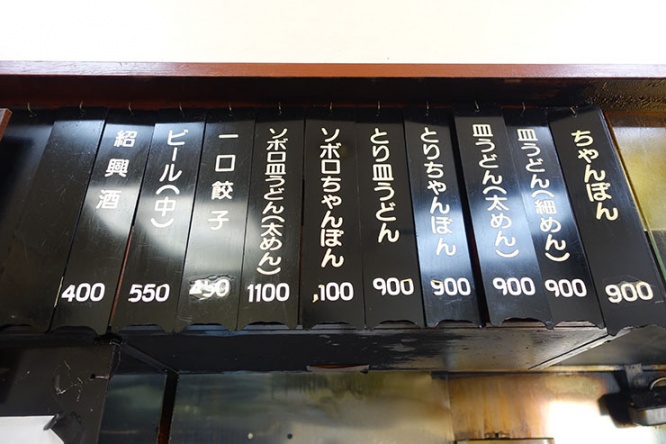 ちゃんぽん 900
皿うどん(細めん) 900
皿うどん(太めん) 900
とりちゃんぽん 900
とり皿うどん 900
ソボロちゃんぽん ,100
ソボロ皿うどん(太めん) 1100
一口餃子
ビール(中) 550
紹興酒 400